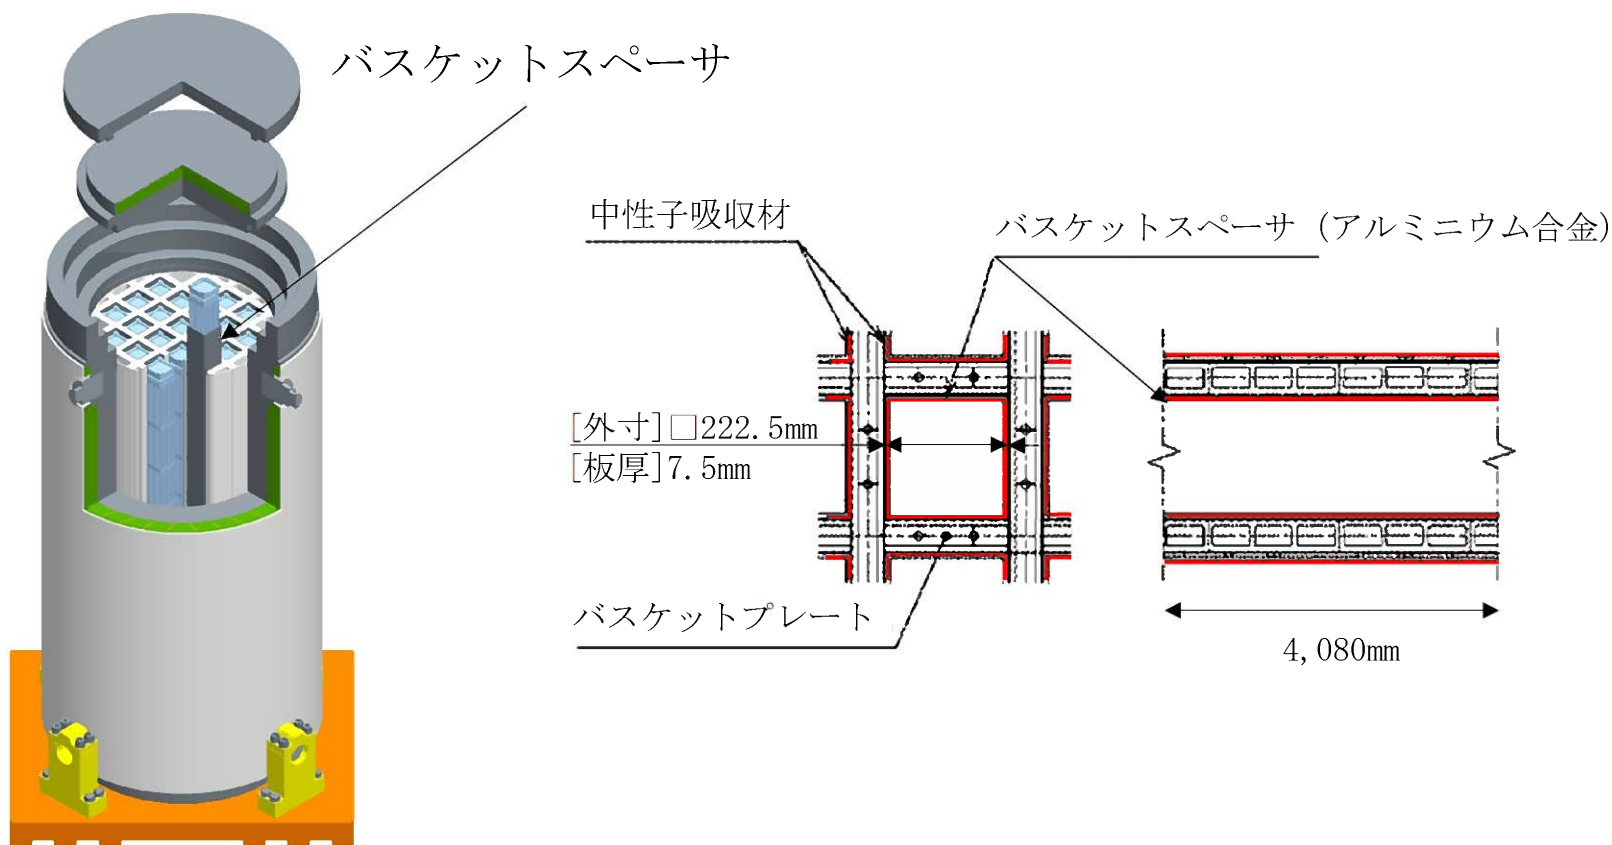 バスケットスペーサ
中性子吸収材
バスケットスペーサ (アルミニウム合金)
[外寸]□222.5mm
[板厚]7.5mm
バスケットプレート
4,080mm